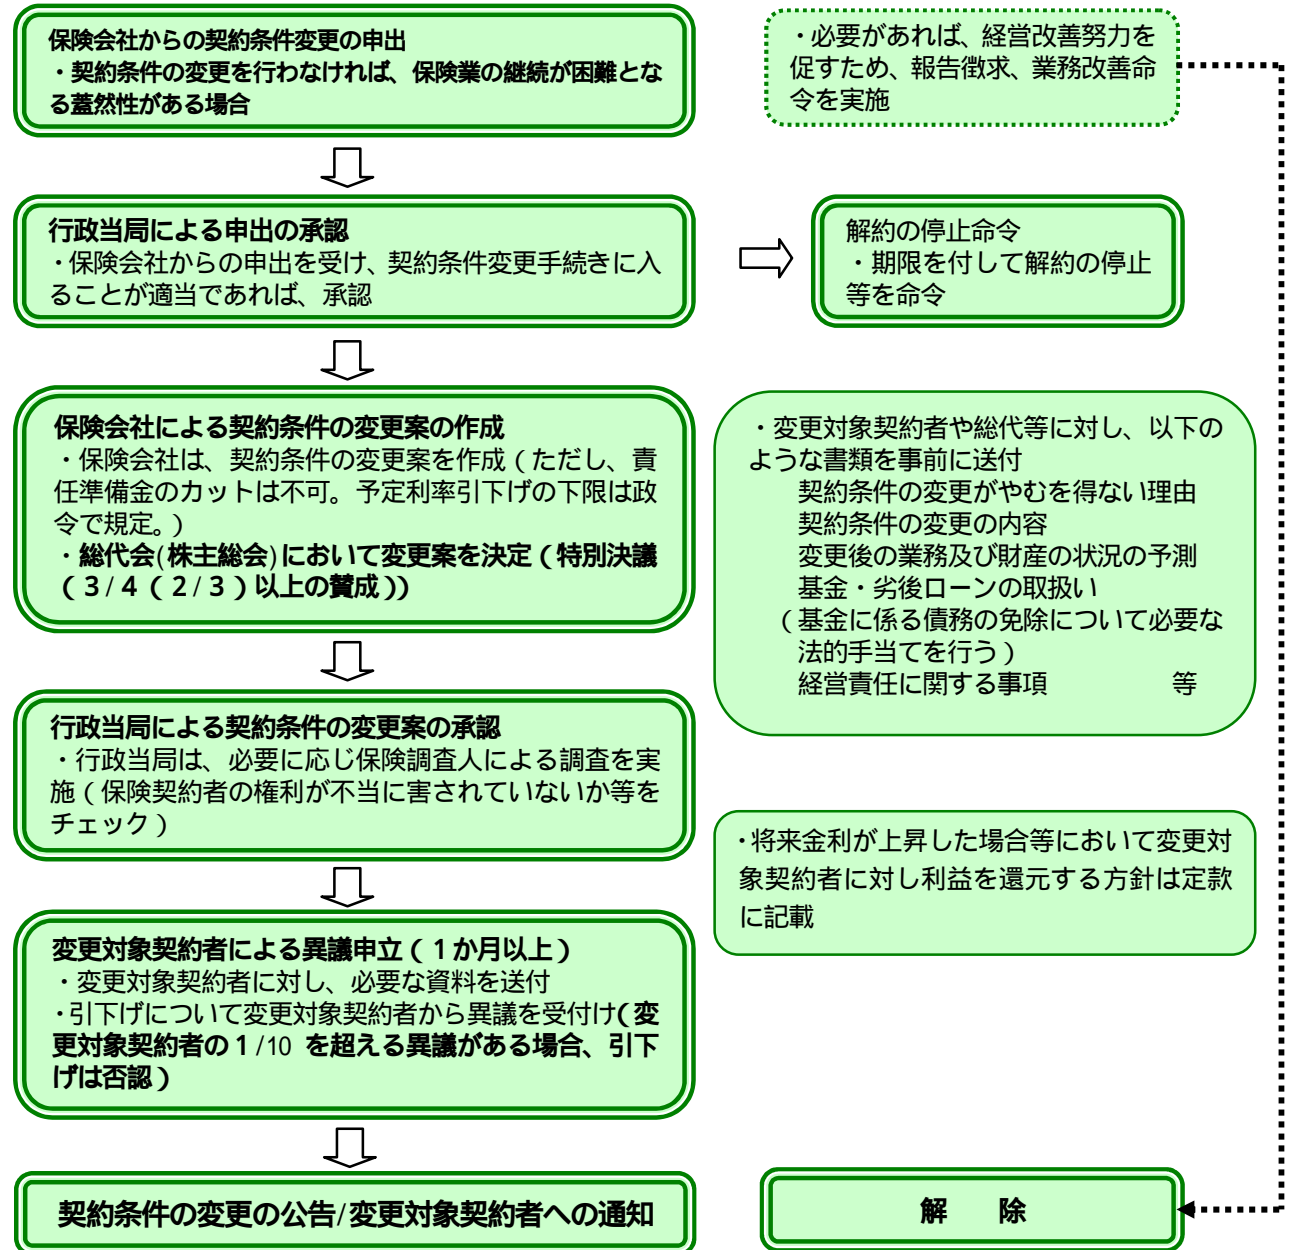 保険会社からの契約条件変更の申出
・契約条件の変更を行わなければ、保険業の継続が困難とな
る蓋然性がある場合
・必要があれば、経営改善努力を
促すため、報告徴求、業務改善命
令を実施
行政当局による申出の承認
・保険会社からの申出を受け、契約条件変更手続きに入
ることが適当であれば、承認
解約の停止命令
・期限を付して解約の停止
等を命令
保険会社による契約条件の変更案の作成
・保険会社は、契約条件の変更案を作成（ただし、責
任準備金のカットは不可。予定利率引下げの下限は政
令で規定。）
・総代会(株主総会)において変更案を決定（特別決議
（３/４（２/３）以上の賛成））
・変更対象契約者や総代等に対し、以下の
ような書類を事前に送付
契約条件の変更がやむを得ない理由
契約条件の変更の内容
変更後の業務及び財産の状況の予測
基金・劣後ローンの取扱い
（基金に係る債務の免除について必要な
法的手当てを行う）
経営責任に関する事項　　　　　等
行政当局による契約条件の変更案の承認
・行政当局は、必要に応じ保険調査人による調査を実
施（保険契約者の権利が不当に害されていないか等を
チェック）
・将来金利が上昇した場合等において変更対
象契約者に対し利益を還元する方針は定款
に記載
変更対象契約者による異議申立（１か月以上）
・変更対象契約者に対し、必要な資料を送付
・引下げについて変更対象契約者から異議を受付け（変
更対象契約者の１/10 を超える異議がある場合、引下
げは否認）
契約条件の変更の公告/変更対象契約者への通知
解　除